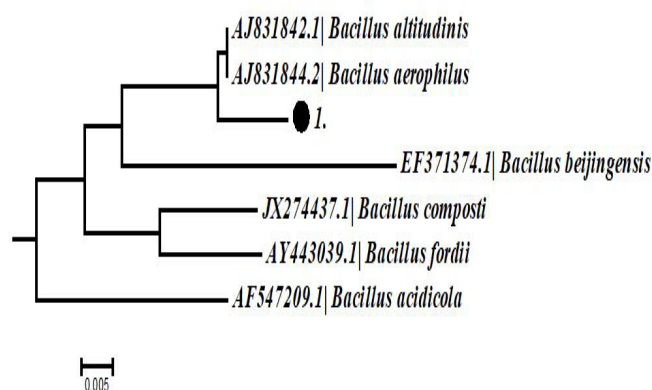 AJ831842.1| Bacillus altitudinis
AJ831844.2| Bacillus aerophilus
1.
EF371374.1| Bacillus beijingensis
JX274437.1| Bacillus composti
AY443039.1| Bacillus fordii
AF547209.1| Bacillus acidicola
0.005